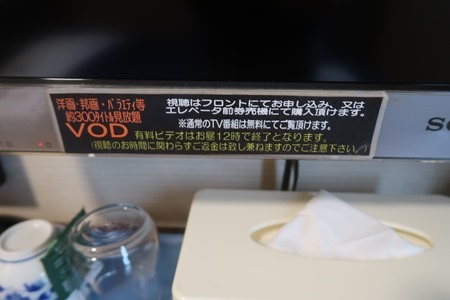 洋画・邦画・バラエティ等
約300タイトル見放題
VOD
視聴はフロントにてお申し込み、又は
エレベータ前券売機にて購入頂けます。
※通常のTV番組は無料にてご覧頂けます。
有料ビデオはお昼12時で終了となります。
(視聴のお時間に関わらずご返金は致し兼ねますのでご注意下さい。)